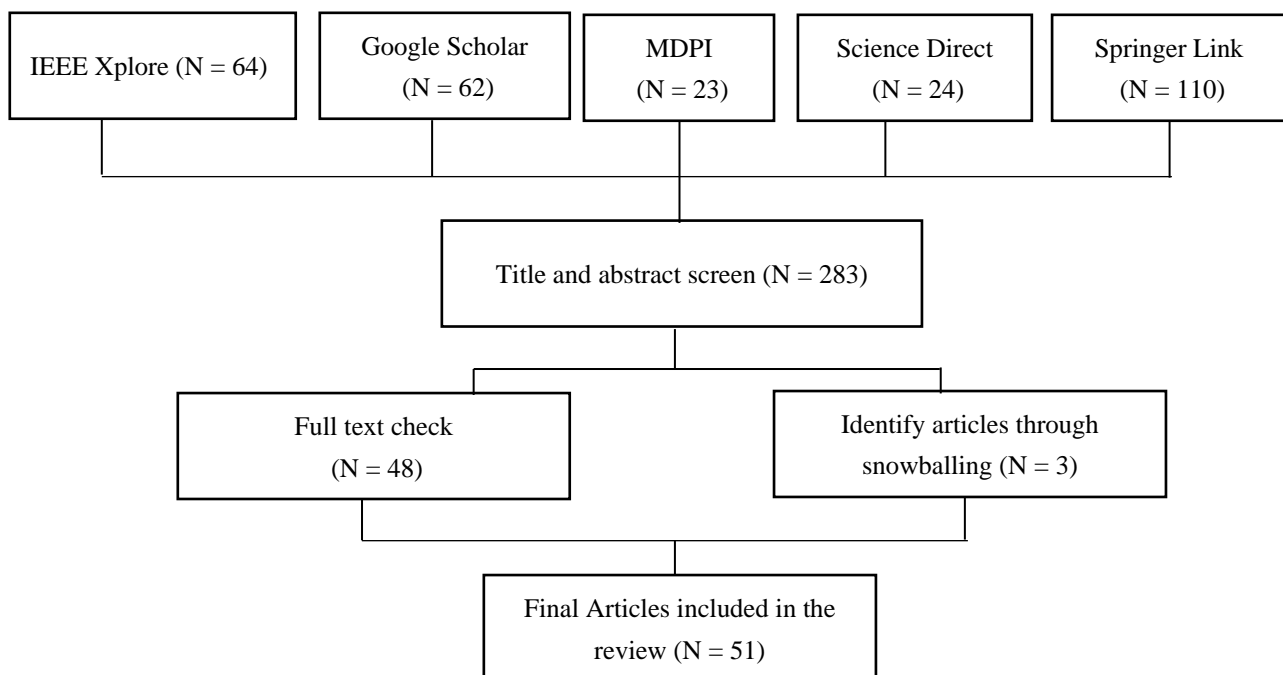 IEEE Xplore (N = 64)
Google Scholar
(N = 62)
MDPI
(N = 23)
Science Direct
(N = 24)
Springer Link
(N = 110)
Title and abstract screen (N = 283)
Full text check
(N = 48)
Identify articles through
snowballing (N = 3)
Final Articles included in the
review (N = 51)